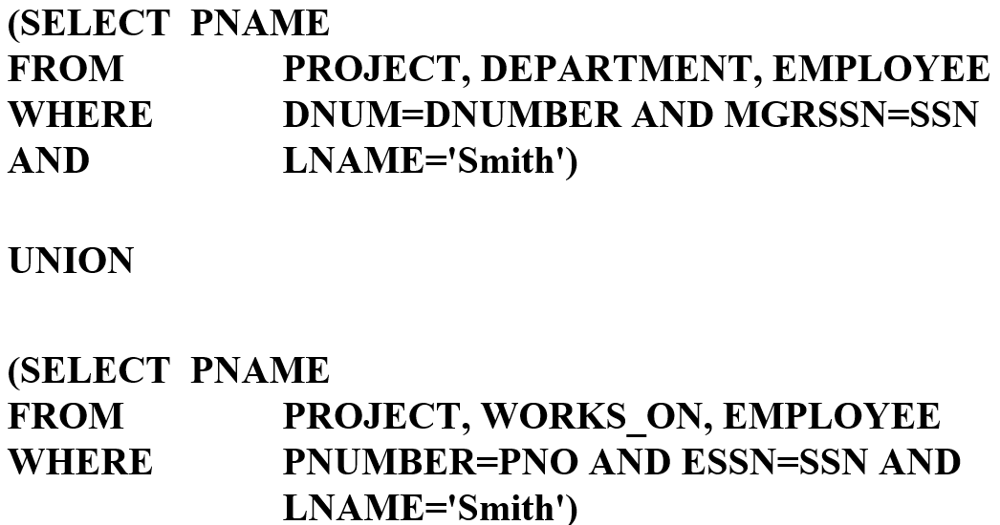 (SELECT PNAME
FROM PROJECT, DEPARTMENT, EMPLOYEE
WHERE DNUM=DNUMBER AND MGRSSN=SSN
AND LNAME='Smith')
UNION
(SELECT PNAME
FROM PROJECT, WORKS_ON, EMPLOYEE
WHERE PNUMBER=PNO AND ESSN=SSN AND
LNAME='Smith')